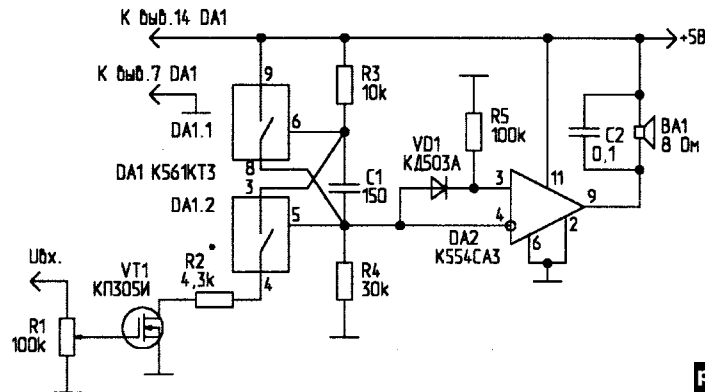 К выв.14 DA1
+5В
К выв.7 DA1
9
R3
10k
DA1.1
6
R5
100k
C2
0,1
BA1
8 Ом
VD1
КД503А
DA1 К561КТ3
8
3
C1
150
3
11
9
DA1.2
5
4
2
6
DA2
К554СА3
Uвх.
VT1
КП305И
R2
4,3k
4
R4
30k
R1
100k